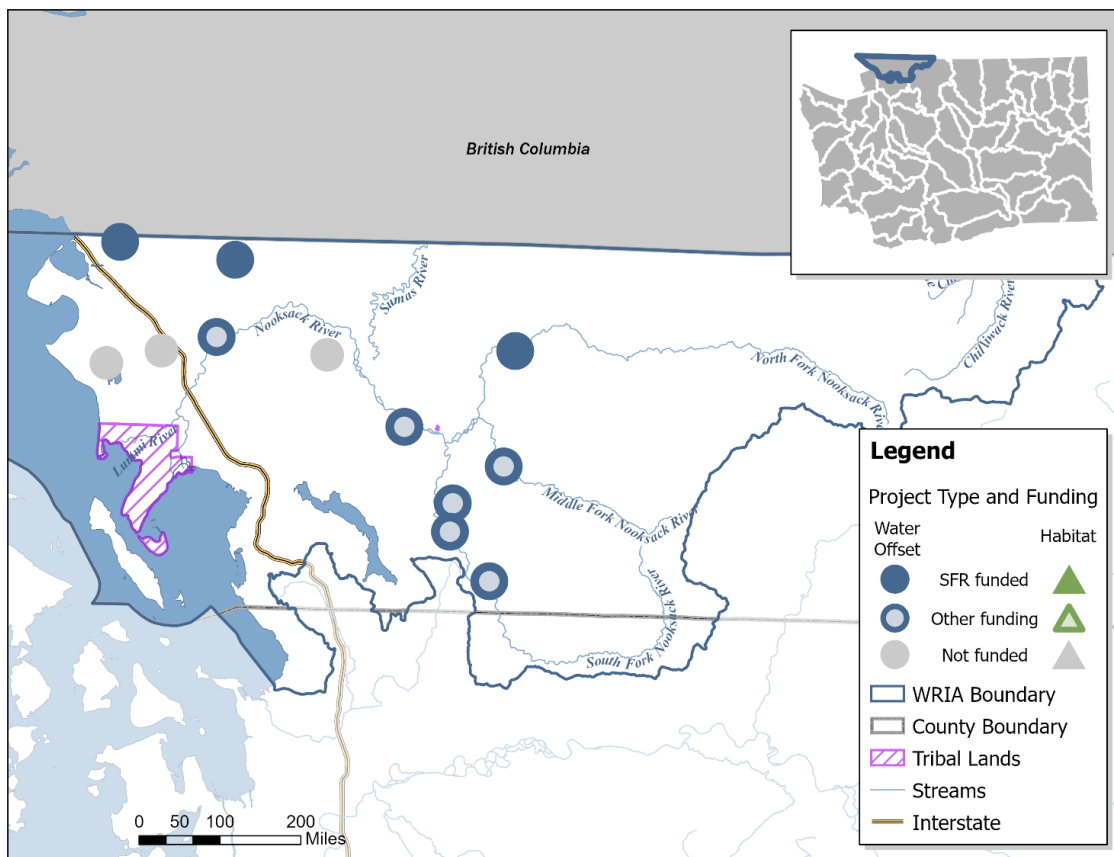 British Columbia
Sumas River
Nooksack River
North Fork Nooksack River
Chilliwack River
Lummi River
Middle Fork Nooksack River
South Fork Nooksack River
Legend
Project Type and Funding
Water Offset
Habitat
SFR funded
Other funding
Not funded
WRIA Boundary
County Boundary
Tribal Lands
Streams
Interstate
0 50 100 200
Miles